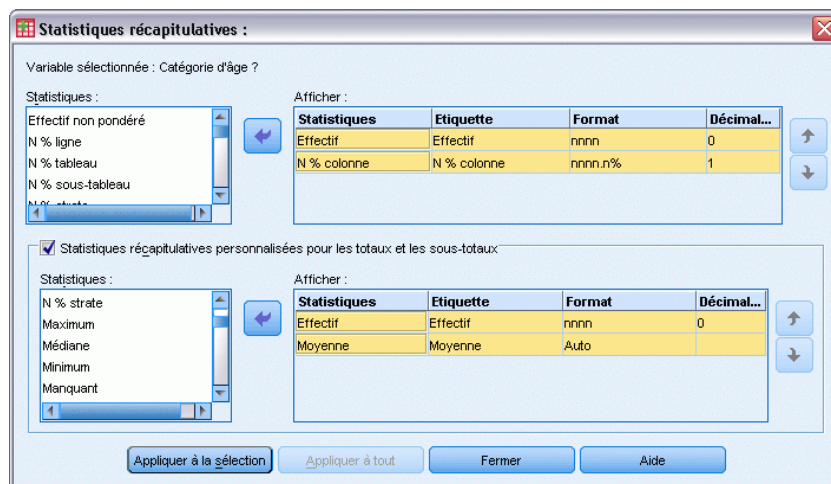 Statistiques récapitulatives :
Variable sélectionnée : Catégorie d'âge ?
Statistiques :
Effectif non pondéré
N % ligne
N % tableau
N % sous-tableau
N % strate
Afficher :
Statistiques Etiquette Format Décimal...
Effectif Effectif nnnn 0
N % colonne N % colonne nnnn.n% 1
Statistiques récapitulatives personnalisées pour les totaux et les sous-totaux
Statistiques :
N % strate
Maximum
Médiane
Minimum
Manquant
Afficher :
Statistiques Etiquette Format Décimal...
Effectif Effectif nnnn 0
Moyenne Moyenne Auto
Appliquer à la sélection Appliquer à tout Fermer Aide